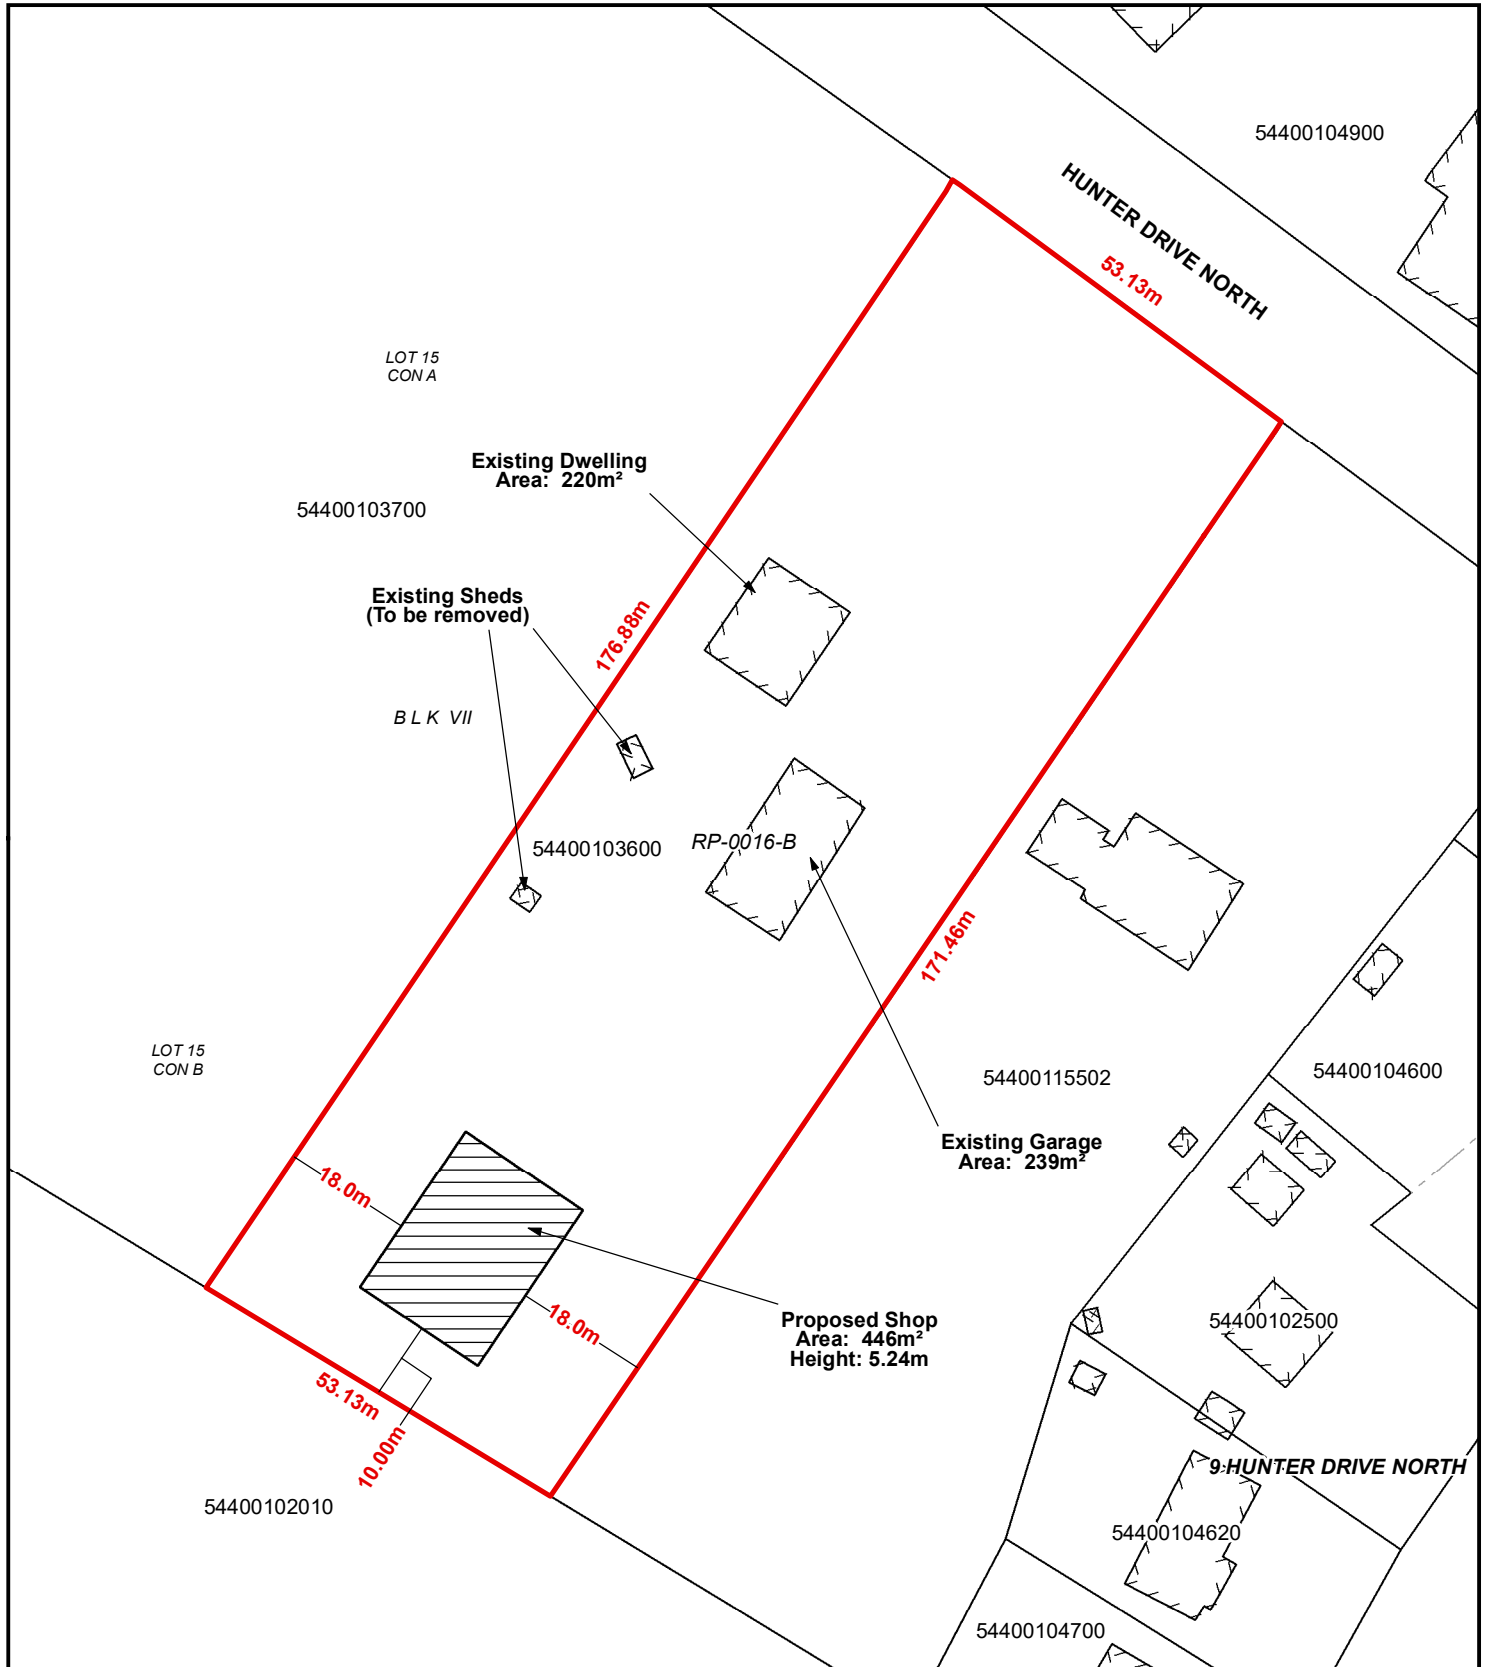 54400104900
HUNTER DRIVE NORTH
53.13m
LOT 15
CON A
Existing Dwelling
Area: 220m²
54400103700
Existing Sheds
(To be removed)
176.88m
B L K VII
54400103600
RP-0016-B
171.46m
LOT 15
CON B
54400115502
54400104600
Existing Garage
Area: 239m²
18.0m
18.0m
Proposed Shop
Area: 446m²
Height: 5.24m
54400102500
53.13m
10.00m
9 HUNTER DRIVE NORTH
54400102010
54400104620
54400104700